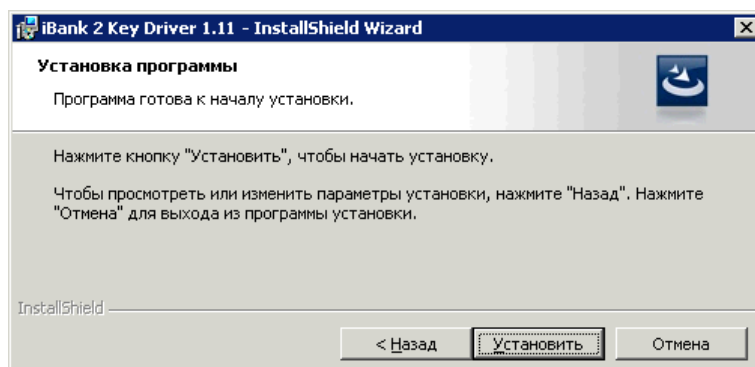 iBank 2 Key Driver 1.11 - InstallShield Wizard
Установка программы
Программа готова к началу установки.
Нажмите кнопку "Установить", чтобы начать установку.
Чтобы просмотреть или изменить параметры установки, нажмите "Назад". Нажмите
"Отмена" для выхода из программы установки.
InstallShield
< Назад
Установить
Отмена